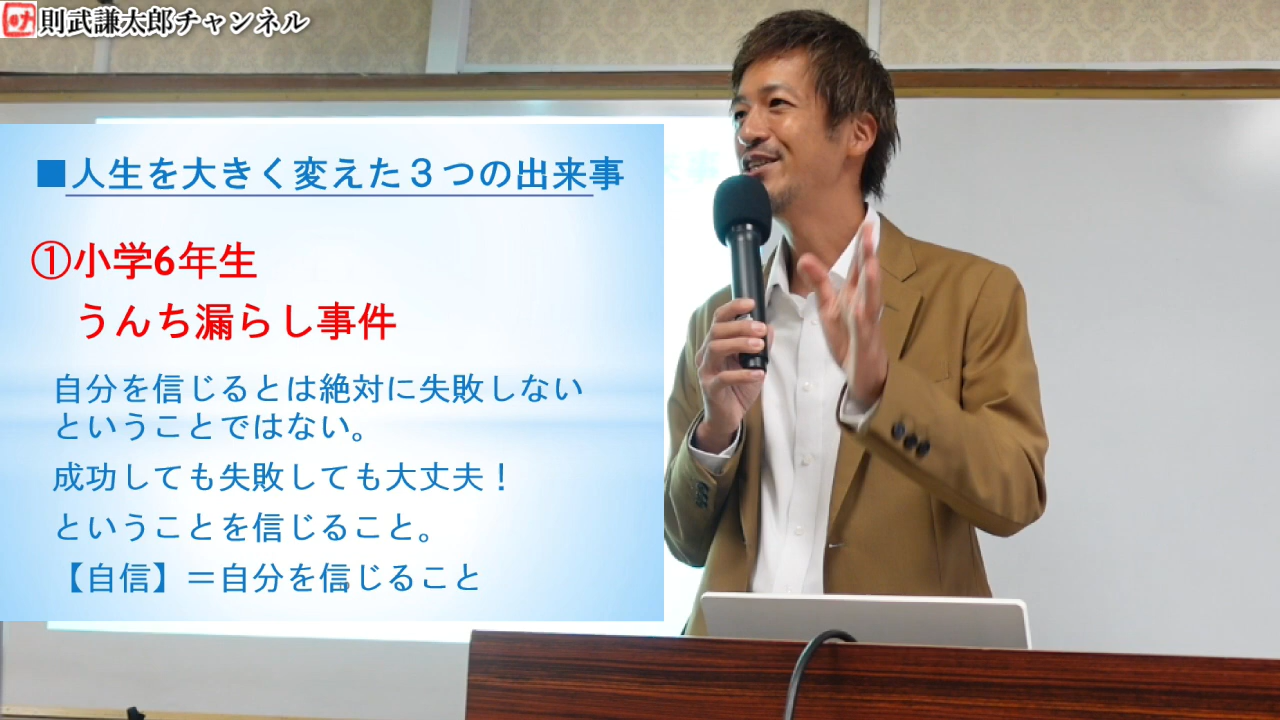 則武謙太郎チャンネル
■人生を大きく変えた３つの出来事
①小学6年生
うんち漏らし事件
自分を信じるとは絶対に失敗しない
ということではない。
成功しても失敗しても大丈夫！
ということを信じること。
【自信】＝自分を信じること
来事